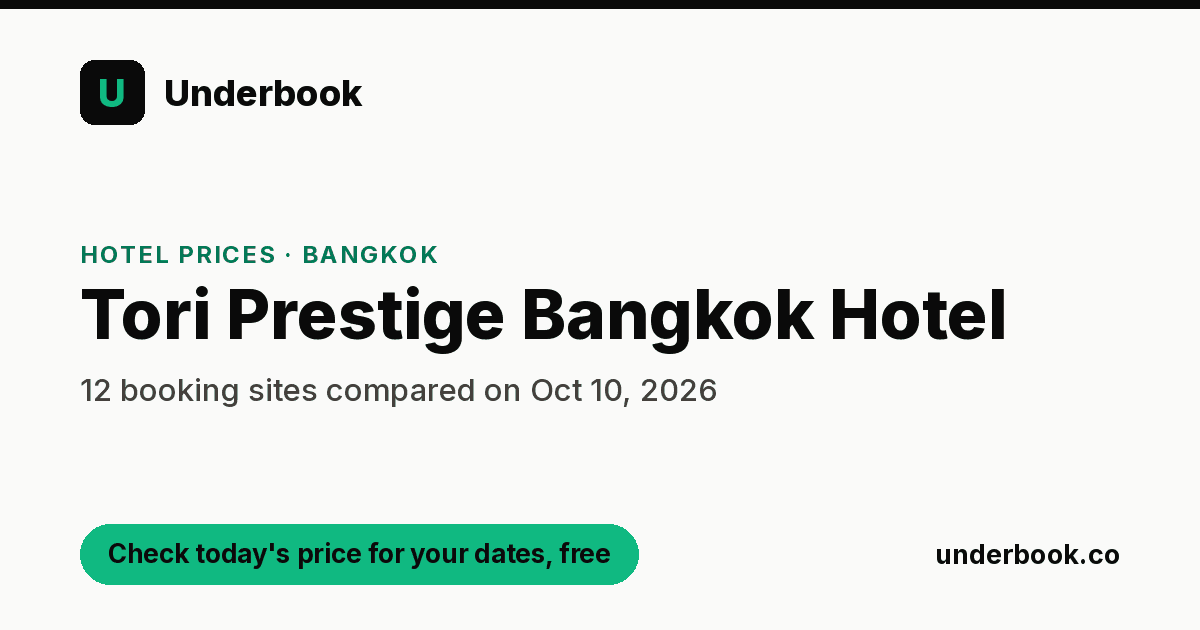 U Underbook
HOTEL PRICES · BANGKOK
Tori Prestige Bangkok Hotel
12 booking sites compared on Oct 10, 2026
Check today's price for your dates, free
underbook.co